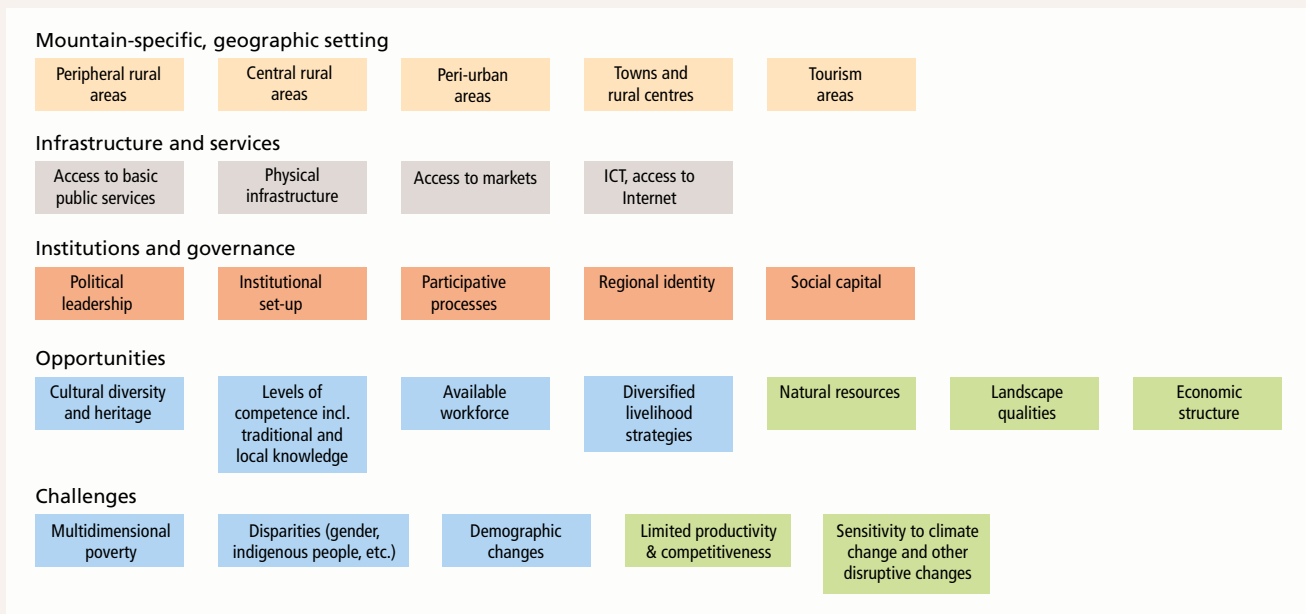 Mountain-specific, geographic setting
Peripheral rural
areas
Central rural
areas
Peri-urban
areas
Towns and
rural centres
Tourism
areas
Infrastructure and services
Access to basic
public services
Physical
infrastructure
Access to markets
ICT, access to
Internet
Institutions and governance
Political
leadership
Institutional
set-up
Participative
processes
Regional identity
Social capital
Opportunities
Cultural diversity
and heritage
Levels of
competence incl.
traditional and
local knowledge
Available
workforce
Diversified
livelihood
strategies
Natural resources
Landscape
qualities
Economic
structure
Challenges
Multidimensional
poverty
Disparities (gender,
indigenous people, etc.)
Demographic
changes
Limited productivity
& competitiveness
Sensitivity to climate
change and other
disruptive changes